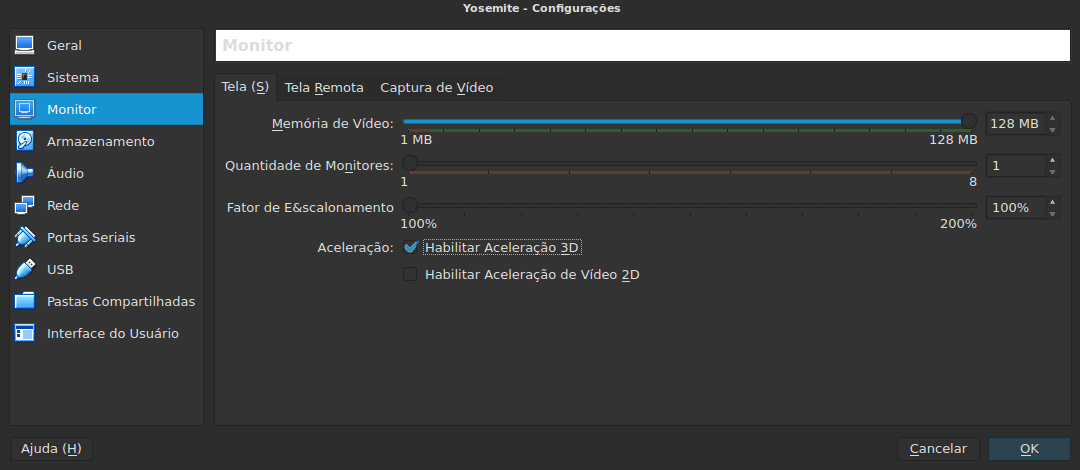 Yosemite - Configurações
Geral
Sistema
Monitor
Armazenamento
Áudio
Rede
Portas Seriais
USB
Pastas Compartilhadas
Interface do Usuário
Monitor
Tela (S) Tela Remota Captura de Vídeo
Memória de Vídeo: 128 MB
1 MB 128 MB
Quantidade de Monitores: 1
1 8
Fator de E&scalonamento 100%
100% 200%
Aceleração: Habilitar Aceleração 3D
Habilitar Aceleração de Vídeo 2D
Ajuda (H) Cancelar OK